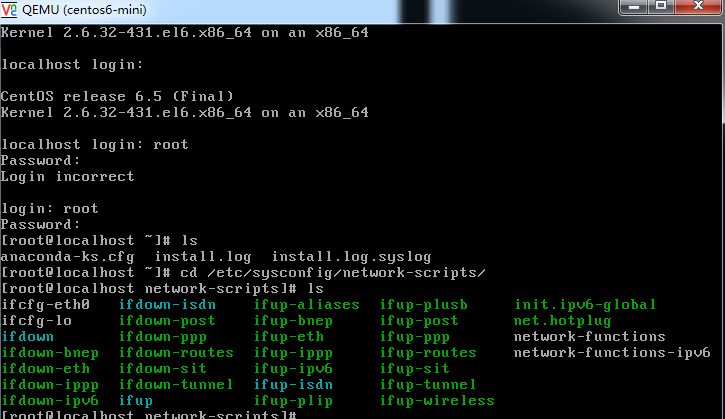 QEMU (centos6-mini)
Kernel 2.6.32-431.el6.x86_64 on an x86_64
localhost login:
CentOS release 6.5 (Final)
Kernel 2.6.32-431.el6.x86_64 on an x86_64
localhost login: root
Password:
Login incorrect
login: root
Password:
[root@localhost ~]# ls
anaconda-ks.cfg  install.log  install.log.syslog
[root@localhost ~]# cd /etc/sysconfig/network-scripts/
[root@localhost network-scripts]# ls
ifcfg-eth0   ifdown-isdn    ifup-aliases  ifup-plusb     init.ipv6-global
ifcfg-lo     ifdown-post    ifup-bnep     ifup-post      net.hotplug
ifdown       ifdown-ppp     ifup-eth      ifup-ppp       network-functions
ifdown-bnep  ifdown-routes  ifup-ippp     ifup-routes    network-functions-ipv6
ifdown-eth   ifdown-sit     ifup-ipv6     ifup-sit
ifdown-ippp  ifdown-tunnel  ifup-isdn     ifup-tunnel
ifdown-ipv6  ifup           ifup-plip     ifup-wireless
[root@localhost network-scripts]#